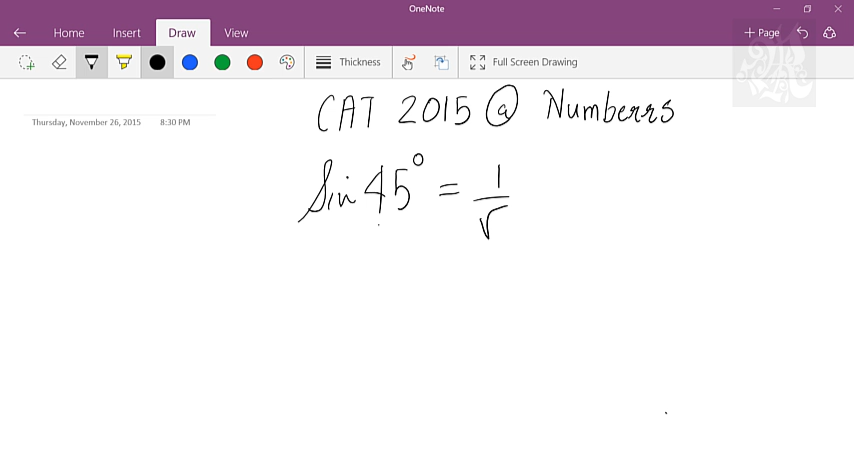 OneNote
Home Insert Draw View + Page
Thickness Full Screen Drawing
Thursday, November 26, 2015 8:30 PM
CAT 2015 @ Numberrs
Sin 45° = 1/√